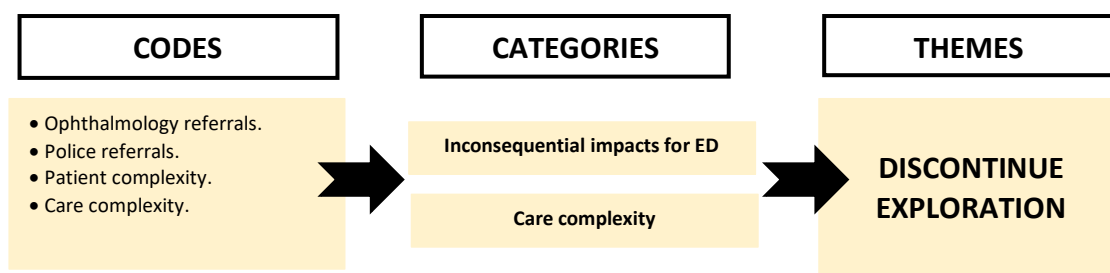 CODES
CATEGORIES
THEMES
• Ophthalmology referrals.
• Police referrals.
• Patient complexity.
• Care complexity.
Inconsequential impacts for ED
Care complexity
DISCONTINUE
EXPLORATION